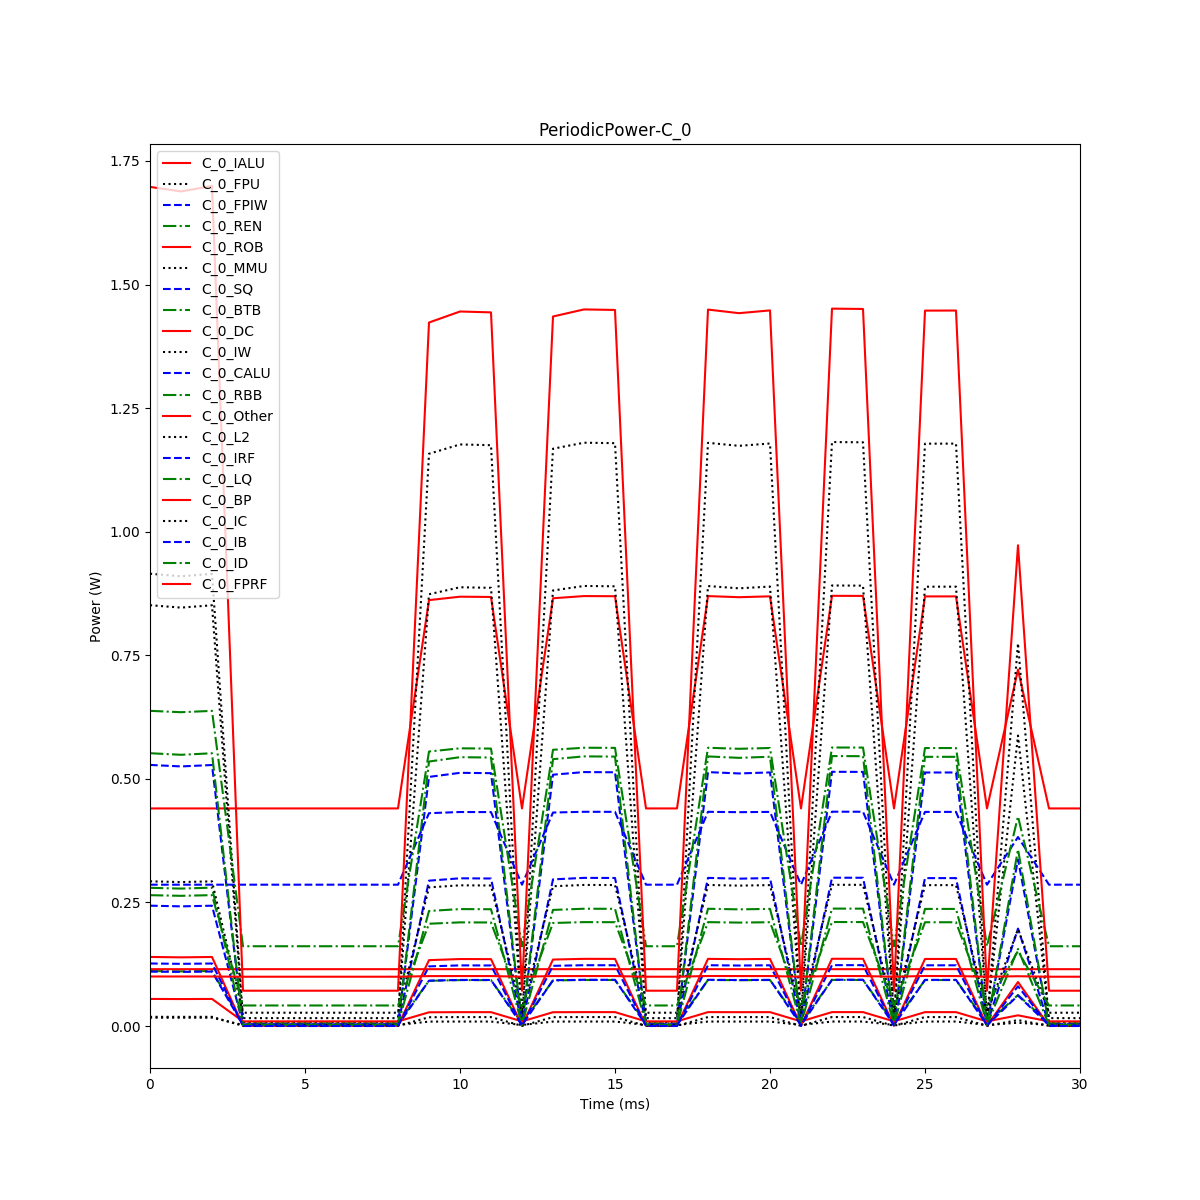 PeriodicPower-C_0
1.75
1.50
1.25
1.00
0.75
0.50
0.25
0.00
Power (W)
C_0_IALU
C_0_FPU
C_0_FPIW
C_0_REN
C_0_ROB
C_0_MMU
C_0_SQ
C_0_BTB
C_0_DC
C_0_IW
C_0_CALU
C_0_RBB
C_0_Other
C_0_L2
C_0_IRF
C_0_LQ
C_0_BP
C_0_IC
C_0_IB
C_0_ID
C_0_FPRF
0 5 10 15 20 25 30
Time (ms)